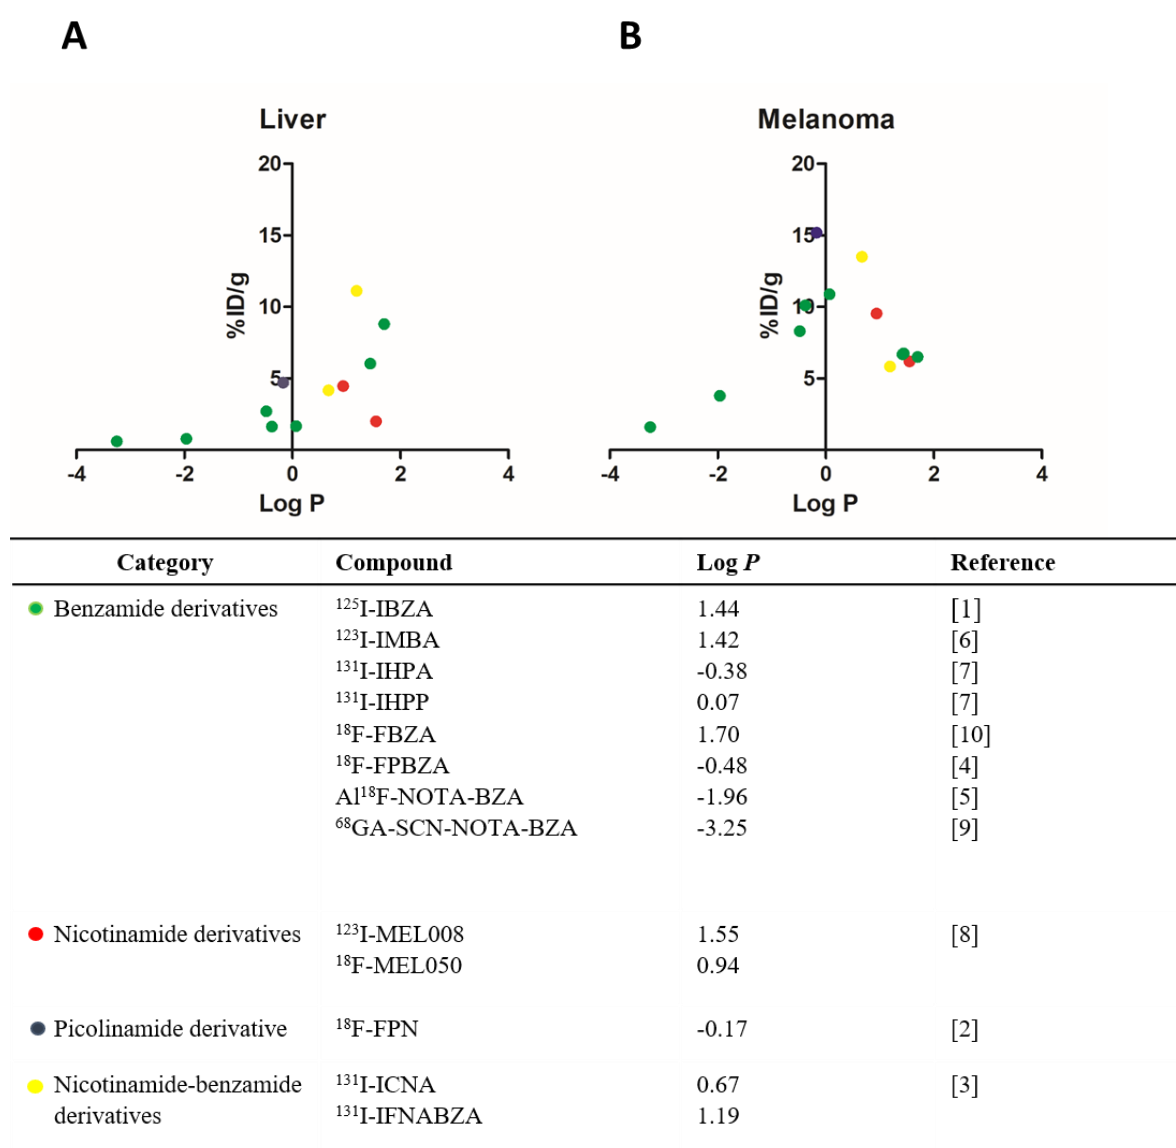 A B
Liver Melanoma
20 20
15 15
%ID/g %ID/g
10 10
5 5
-4 -2 0 2 4 -4 -2 0 2 4
Log P Log P
Category Compound Log P Reference
Benzamide derivatives ¹²⁵I-IBZA 1.44 [1]
¹²³I-IMBA 1.42 [6]
¹³¹I-IHPA -0.38 [7]
¹³¹I-IHPP 0.07 [7]
¹⁸F-FBZA 1.70 [10]
¹⁸F-FPBZA -0.48 [4]
Al¹⁸F-NOTA-BZA -1.96 [5]
⁶⁸GA-SCN-NOTA-BZA -3.25 [9]
Nicotinamide derivatives ¹²³I-MEL008 1.55 [8]
¹⁸F-MEL050 0.94
Picolinamide derivative ¹⁸F-FPN -0.17 [2]
Nicotinamide-benzamide ¹³¹I-ICNA 0.67 [3]
derivatives ¹³¹I-IFNABZA 1.19